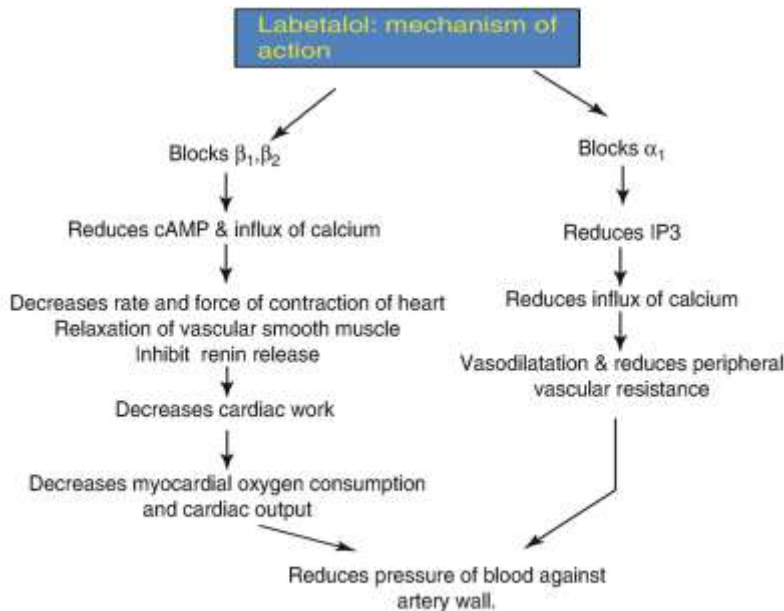 Labetalol: mechanism of
action
Blocks β₁,β₂
Blocks α₁
Reduces cAMP & influx of calcium
Reduces IP3
Decreases rate and force of contraction of heart
Relaxation of vascular smooth muscle
Inhibit renin release
Reduces influx of calcium
Vasodilatation & reduces peripheral
vascular resistance
Decreases cardiac work
Decreases myocardial oxygen consumption
and cardiac output
Reduces pressure of blood against
artery wall.